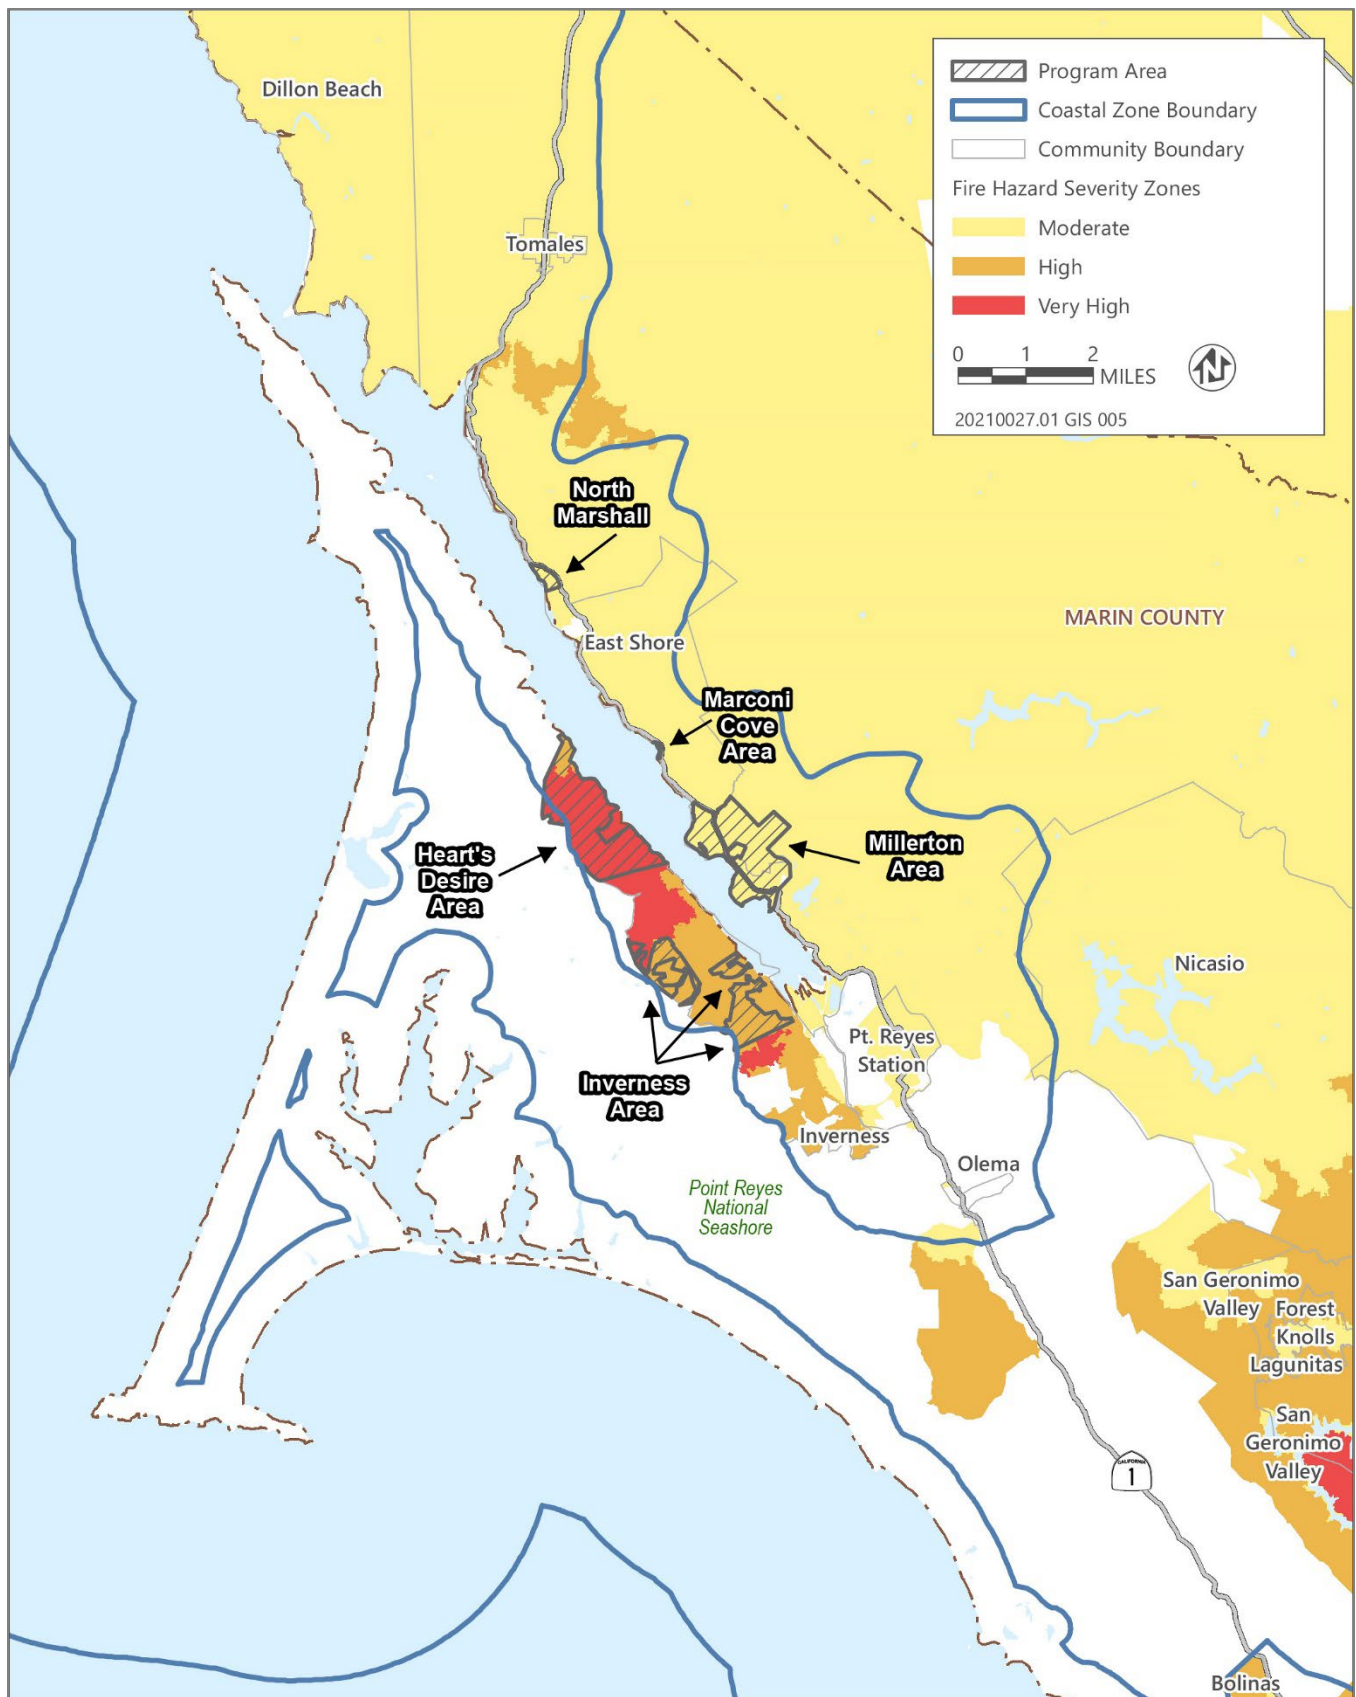 Program Area
Coastal Zone Boundary
Community Boundary
Fire Hazard Severity Zones
Moderate
High
Very High
0 1 2
MILES
N
20210027.01 GIS 005
Dillon Beach
Tomales
North
Marshall
MARIN COUNTY
East Shore
Marconi
Cove
Area
Heart's
Desire
Area
Millerton
Area
Nicasio
Pt. Reyes
Station
Inverness
Area
Inverness
Olema
Point Reyes
National
Seashore
San Geronimo
Valley
Forest
Knolls
Lagunitas
San
Geronimo
Valley
CALIFORNIA
1
Bolinas